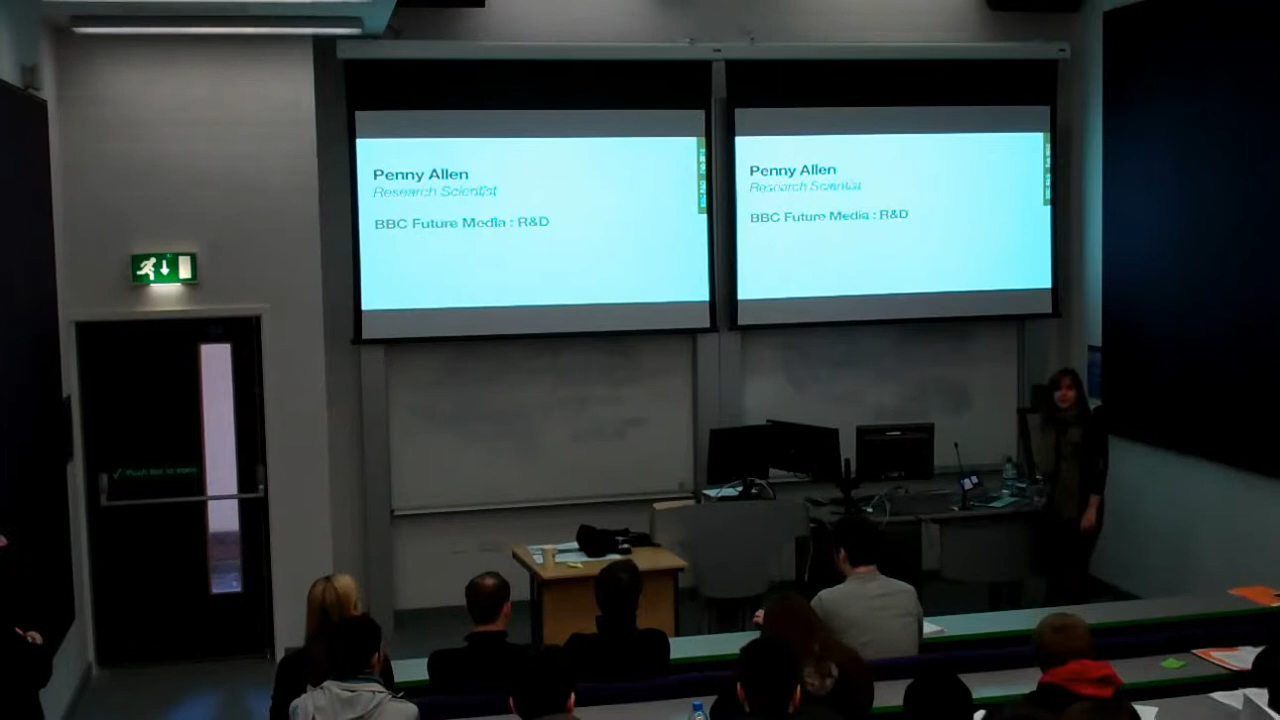 Penny Allen
Research Scientist
BBC Future Media : R&D
Penny Allen
Research Scientist
BBC Future Media : R&D